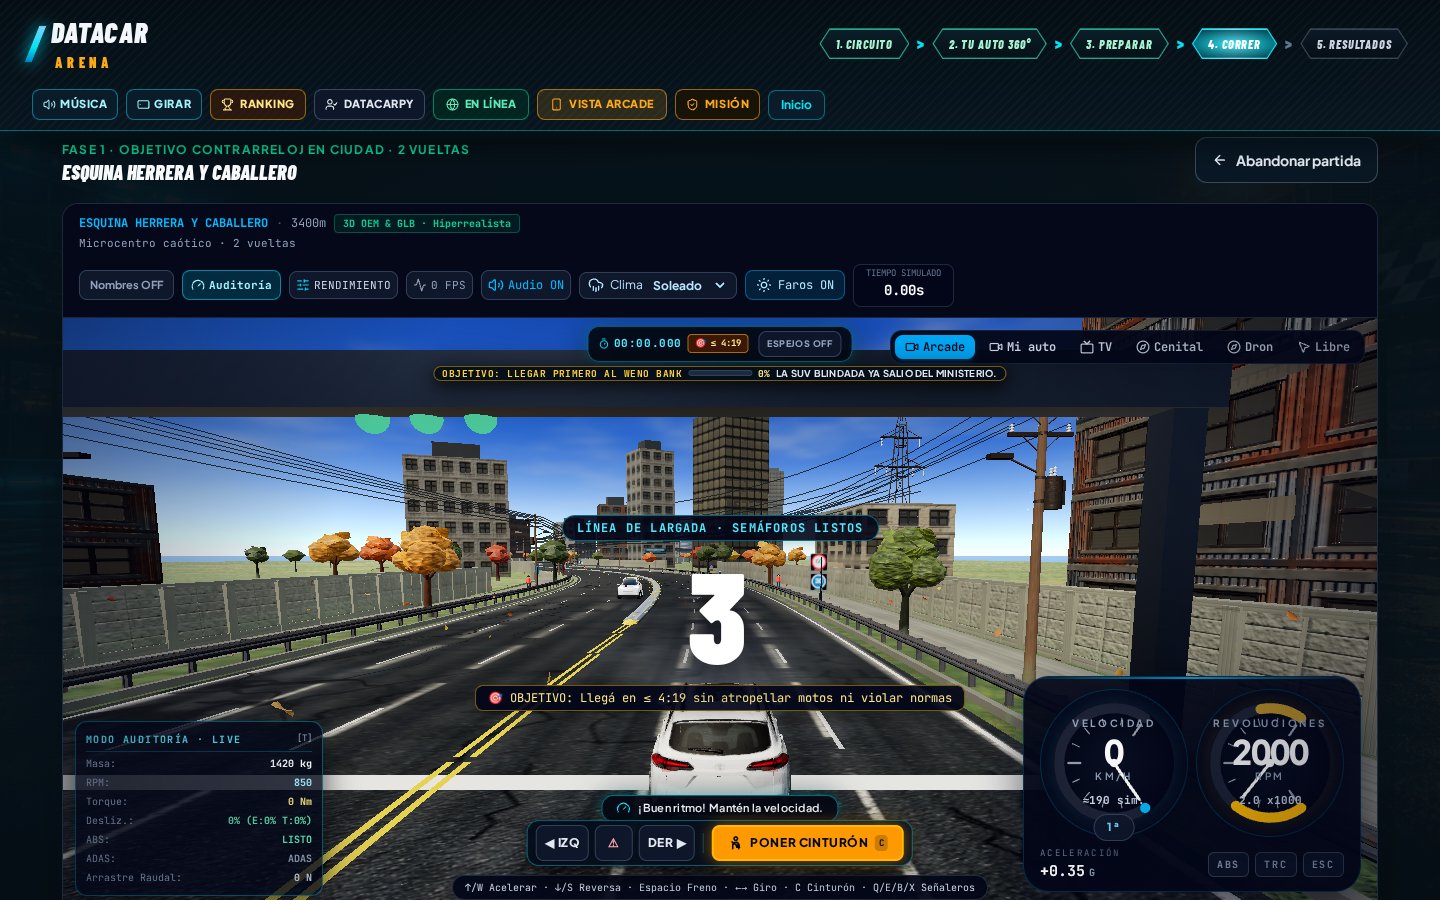 DATACAR
ARENA
1. CIRCUITO > 2. TU AUTO 360° > 3. PREPARAR > 4. CORRER > 5. RESULTADOS
MÚSICA GIRAR RANKING DATACARPY EN LÍNEA VISTA ARCADE MISIÓN Inicio
FASE 1 · OBJETIVO CONTRARRELOJ EN CIUDAD · 2 VUELTAS
ESQUINA HERRERA Y CABALLERO
← Abandonar partida
ESQUINA HERRERA Y CABALLERO · 3400m 3D OEM & GLB · Hiperrealista
Microcentro caótico · 2 vueltas
Nombres OFF Auditoría RENDIMIENTO 0 FPS Audio ON Clima Soleado Faros ON
TIEMPO SIMULADO
0.00s
00:00.000 🎯 ≤ 4:19 ESPEJOS OFF
Arcade Mi auto TV Cenital Dron Libre
OBJETIVO: LLEGAR PRIMERO AL WENO BANK 0% LA SUV BLINDADA YA SALIÓ DEL MINISTERIO.
LÍNEA DE LARGADA · SEMÁFOROS LISTOS
3
🎯 OBJETIVO: Llegá en ≤ 4:19 sin atropellar motos ni violar normas
MODO AUDITORÍA · LIVE [T]
Masa: 1420 kg
RPM: 850
Torque: 0 Nm
Desliz.: 0% (E:0% T:0%)
ABS: LISTO
ADAS: ADAS
Arrastre Raudal: 0 N
¡Buen ritmo! Mantén la velocidad.
◀ IZQ ⚠ DER ▶ PONER CINTURÓN C
↑/W Acelerar · ↓/S Reversa · Espacio Freno · ←→ Giro · C Cinturón · Q/E/B/X Señaleros
VELOCIDAD
0
KM/H
≈190 sim.
1ª
REVOLUCIONES
2000
RPM
2.0 x1000
ACELERACIÓN
+0.35 G
ABS TRC ESC